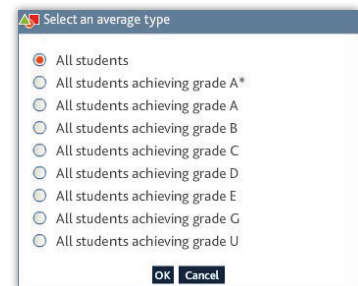 Select an average type
All students
All students achieving grade A*
All students achieving grade A
All students achieving grade B
All students achieving grade C
All students achieving grade D
All students achieving grade E
All students achieving grade G
All students achieving grade U
OK Cancel